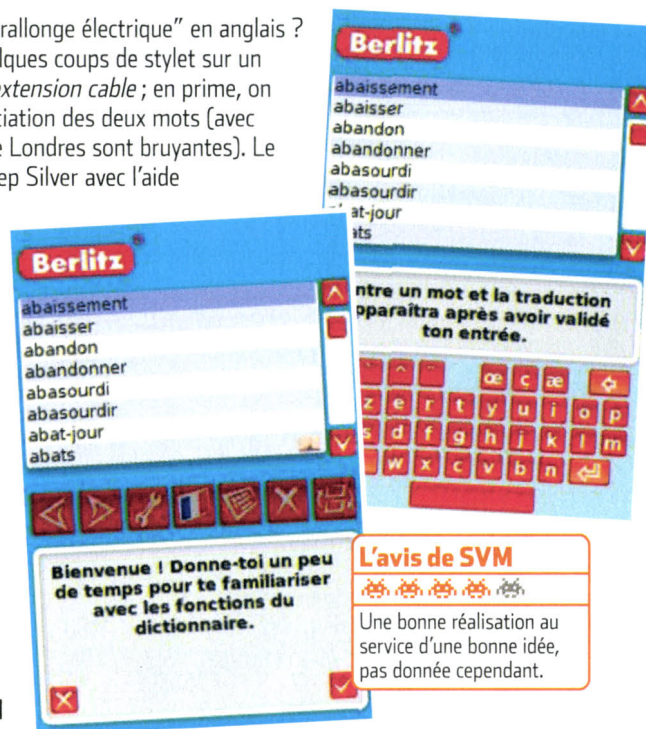 rallonge électrique” en anglais ?
lques coups de stylet sur un
extension cable ; en prime, on
ciation des deux mots (avec
e Londres sont bruyantes). Le
ep Silver avec l’aide
Berlitz
abaissement
abaisser
abandon
abandonner
abasourdi
abasourdir
at-jour
ats
ntre un mot et la traduction
pparaîtra après avoir validé
ton entrée.
œ ç æ
z e r t y u i o p
s d f g h j k l m
w x c v b n
Berlitz
abaissement
abaisser
abandon
abandonner
abasourdi
abasourdir
abat-jour
abats
Bienvenue ! Donne-toi un peu
de temps pour te familiariser
avec les fonctions du
dictionnaire.
L’avis de SVM
Une bonne réalisation au
service d’une bonne idée,
pas donnée cependant.